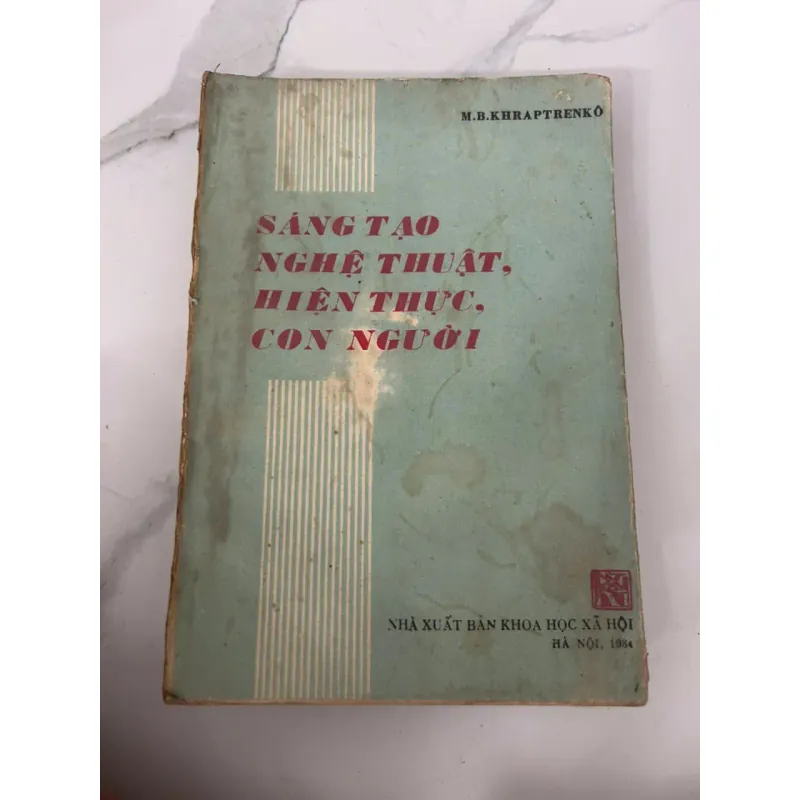 M.B.KHRAPTRENKÔ
SÁNG TẠO
NGHỆ THUẬT,
HIỆN THỰC,
CON NGƯỜI
NHÀ XUẤT BẢN KHOA HỌC XÃ HỘI
HÀ NỘI, 1984